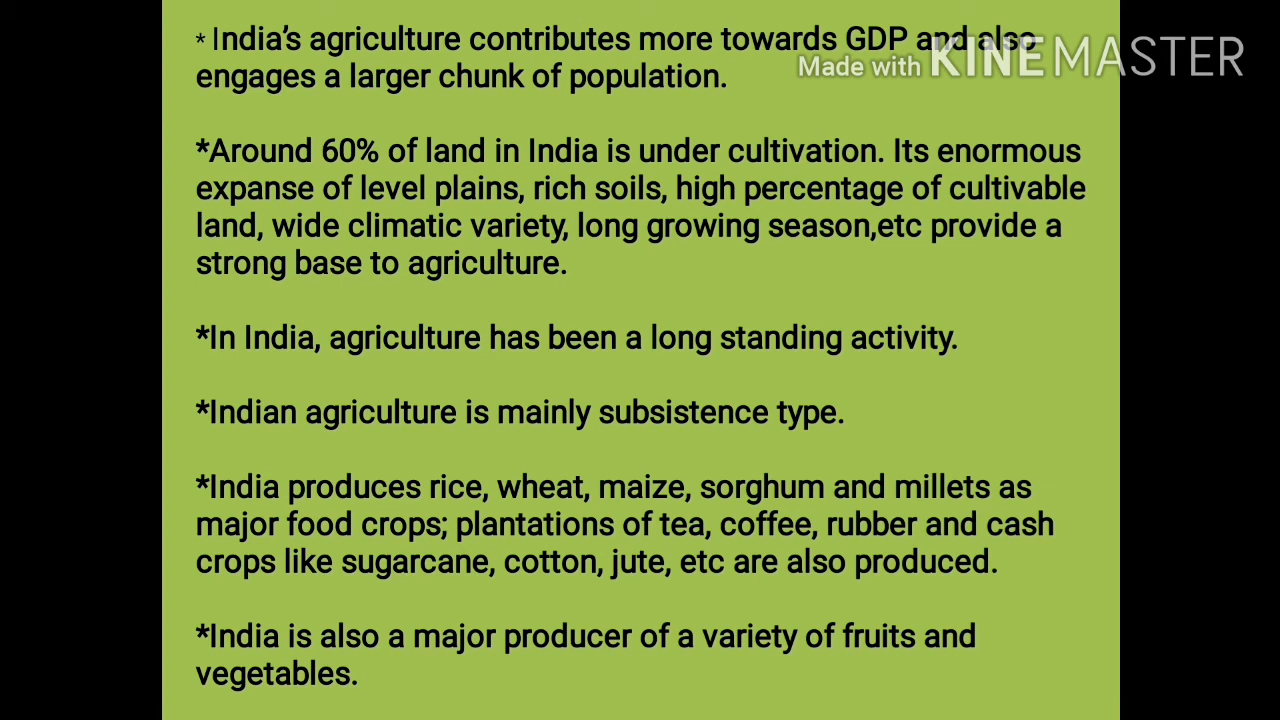 * India's agriculture contributes more towards GDP and also
Made with KINEMASTER
engages a larger chunk of population.
*Around 60% of land in India is under cultivation. Its enormous
expanse of level plains, rich soils, high percentage of cultivable
land, wide climatic variety, long growing season,etc provide a
strong base to agriculture.
*In India, agriculture has been a long standing activity.
*Indian agriculture is mainly subsistence type.
*India produces rice, wheat, maize, sorghum and millets as
major food crops; plantations of tea, coffee, rubber and cash
crops like sugarcane, cotton, jute, etc are also produced.
*India is also a major producer of a variety of fruits and
vegetables.